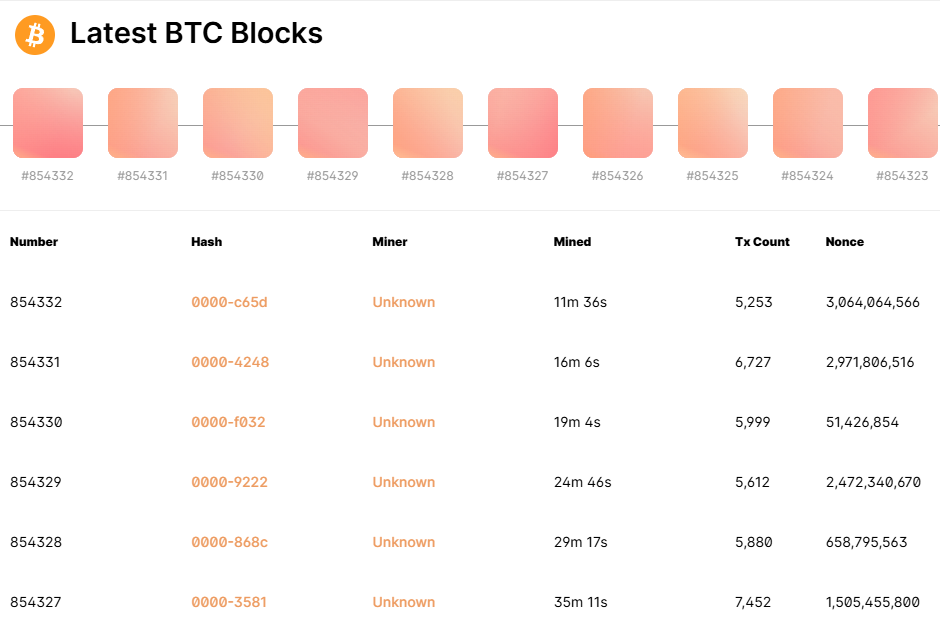 Latest BTC Blocks
#854332 #854331 #854330 #854329 #854328 #854327 #854326 #854325 #854324 #854323
Number Hash Miner Mined Tx Count Nonce
854332 0000-c65d Unknown 11m 36s 5,253 3,064,064,566
854331 0000-4248 Unknown 16m 6s 6,727 2,971,806,516
854330 0000-f032 Unknown 19m 4s 5,999 51,426,854
854329 0000-9222 Unknown 24m 46s 5,612 2,472,340,670
854328 0000-868c Unknown 29m 17s 5,880 658,795,563
854327 0000-3581 Unknown 35m 11s 7,452 1,505,455,800